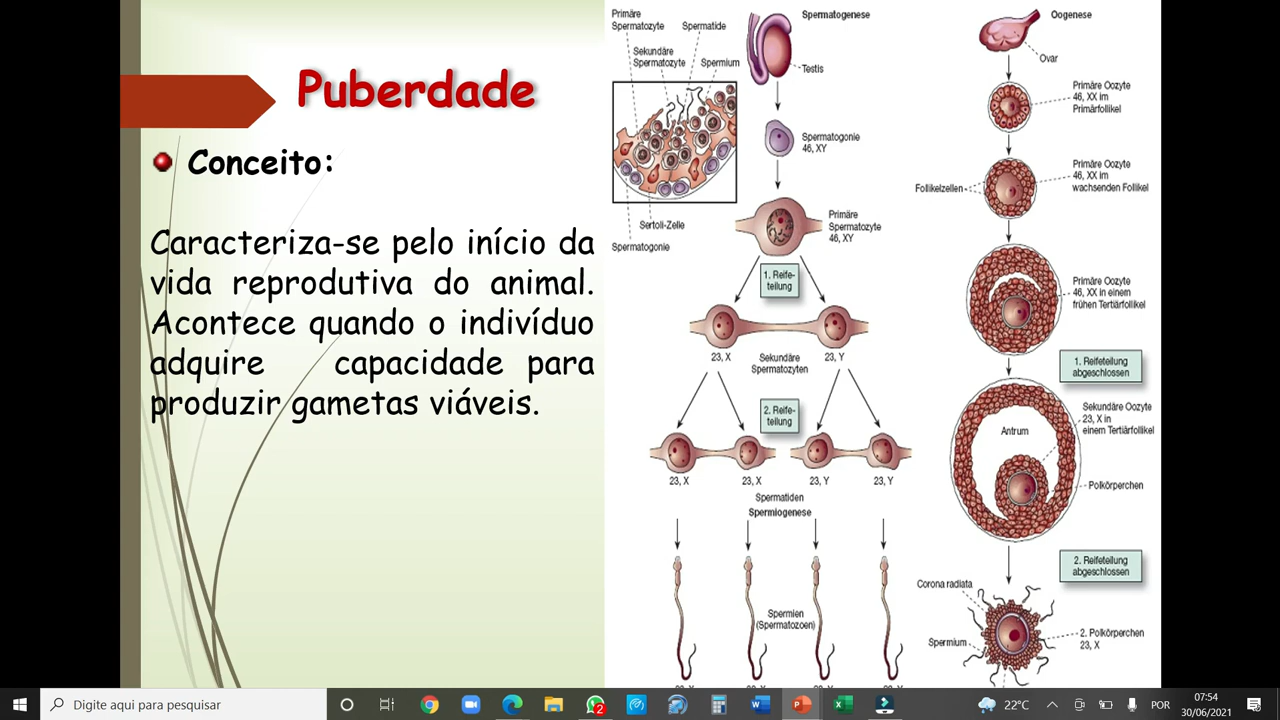 Puberdade
Conceito:
Caracteriza-se pelo início da
vida reprodutiva do animal.
Acontece quando o indivíduo
adquire capacidade para
produzir gametas viáveis.
Primäre
Spermatozyte
Spermatide
Sekundäre
Spermatozyte
Spermium
Sertoli-Zelle
Spermatogonie
Spermatogenese
Testis
Spermatogonie
46, XY
Primäre
Spermatozyte
46, XY
1. Reife-
teilung
23, X
23, Y
Sekundäre
Spermatozyten
2. Reife-
teilung
23, X
23, X
23, Y
23, Y
Spermatiden
Spermiogenese
Spermien
(Spermatozoen)
Oogenese
Ovar
Primäre Oozyte
46, XX im
Primärfollikel
Primäre Oozyte
46, XX im
wachsenden Follikel
Follikelzellen
Primäre Oozyte
46, XX in einem
frühen Tertiärfollikel
1. Reifeteilung
abgeschlossen
Sekundäre Oozyte
23, X in
einem Tertiärfollikel
Antrum
Polkörperchen
2. Reifeteilung
abgeschlossen
Corona radiata
Spermium
2. Polkörperchen
23, X
Digite aqui para pesquisar
2
22°C
POR
07:54
30/06/2021